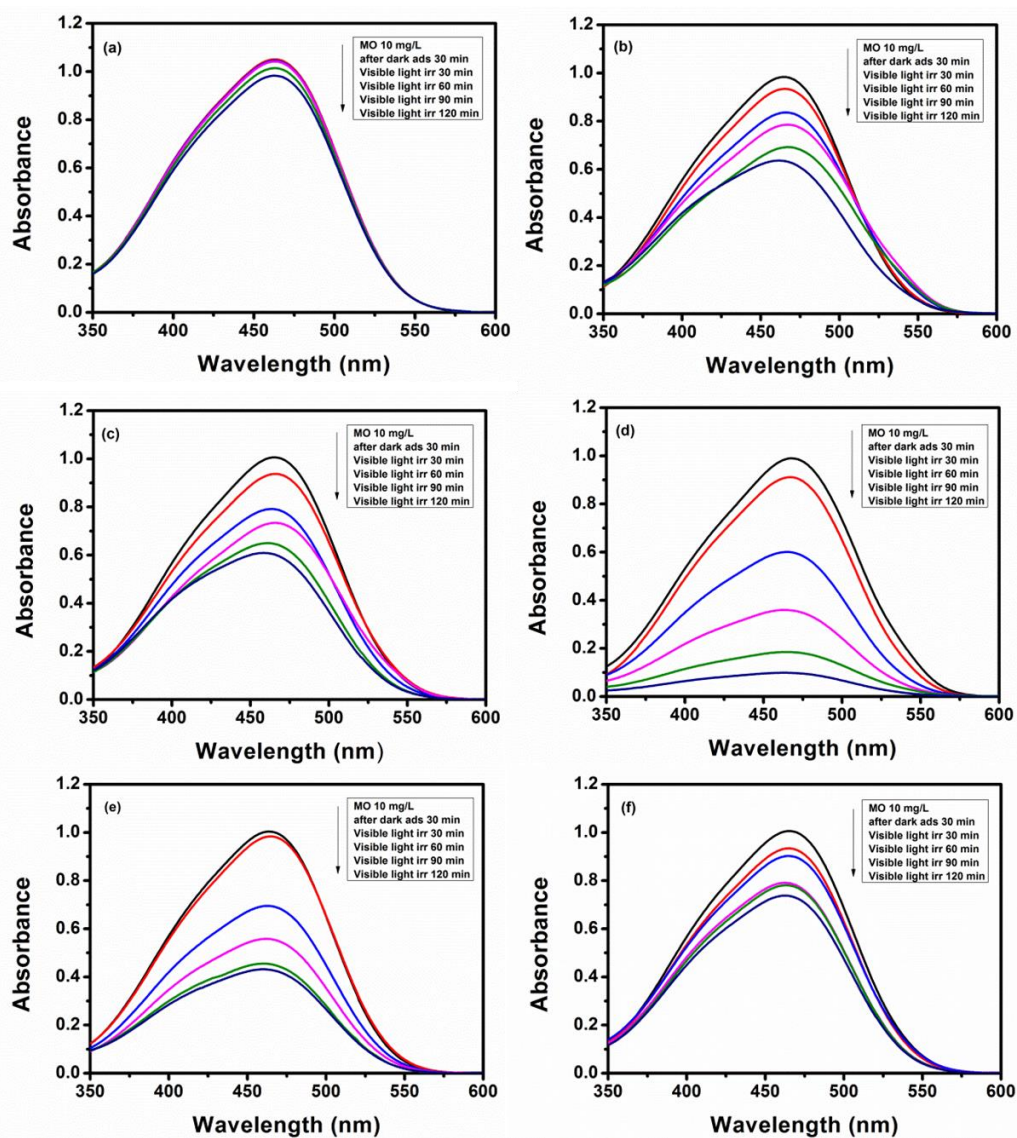 (a)
MO 10 mg/L
after dark ads 30 min
Visible light irr 30 min
Visible light irr 60 min
Visible light irr 90 min
Visible light irr 120 min
1.2
1.0
0.8
0.6
0.4
0.2
0.0
Absorbance
350 400 450 500 550 600
Wavelength (nm)
(b)
MO 10 mg/L
after dark ads 30 min
Visible light irr 30 min
Visible light irr 60 min
Visible light irr 90 min
Visible light irr 120 min
1.2
1.0
0.8
0.6
0.4
0.2
0.0
Absorbance
350 400 450 500 550 600
Wavelength (nm)
(c)
MO 10 mg/L
after dark ads 30 min
Visible light irr 30 min
Visible light irr 60 min
Visible light irr 90 min
Visible light irr 120 min
1.2
1.0
0.8
0.6
0.4
0.2
0.0
Absorbance
350 400 450 500 550 600
Wavelength (nm)
(d)
MO 10 mg/L
after dark ads 30 min
Visible light irr 30 min
Visible light irr 60 min
Visible light irr 90 min
Visible light irr 120 min
1.2
1.0
0.8
0.6
0.4
0.2
0.0
Absorbance
350 400 450 500 550 600
Wavelength (nm)
(e)
MO 10 mg/L
after dark ads 30 min
Visible light irr 30 min
Visible light irr 60 min
Visible light irr 90 min
Visible light irr 120 min
1.2
1.0
0.8
0.6
0.4
0.2
0.0
Absorbance
350 400 450 500 550 600
Wavelength (nm)
(f)
MO 10 mg/L
after dark ads 30 min
Visible light irr 30 min
Visible light irr 60 min
Visible light irr 90 min
Visible light irr 120 min
1.2
1.0
0.8
0.6
0.4
0.2
0.0
Absorbance
350 400 450 500 550 600
Wavelength (nm)